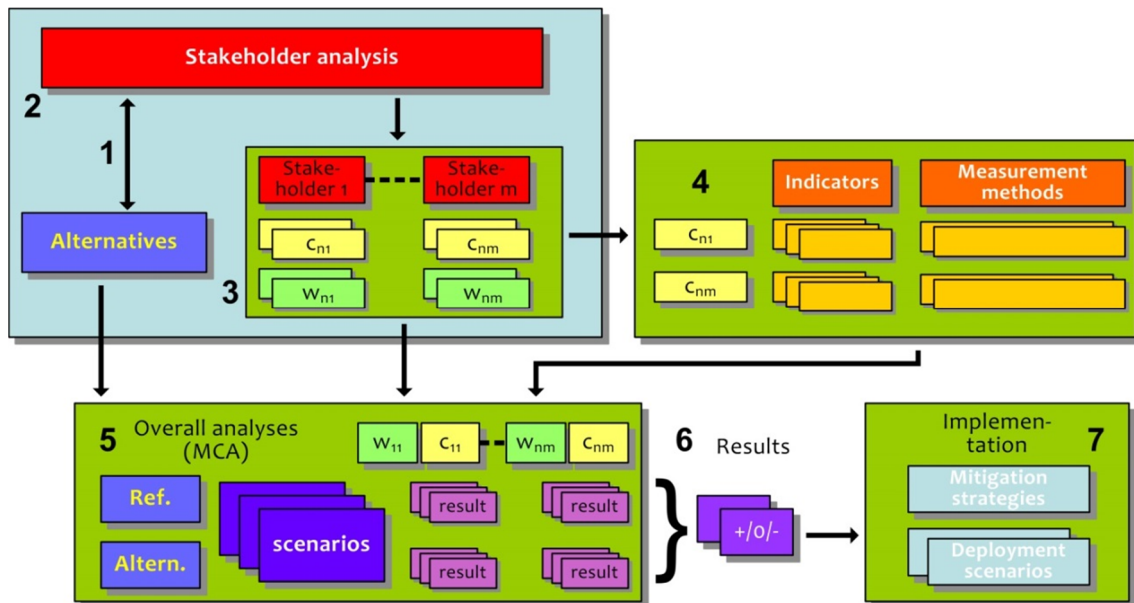 Stakeholder analysis
2
1
Alternatives
Stake-
holder 1
Stake-
holder m
Cn1
Cnm
3
Wn1
Wnm
4
Indicators
Measurement
methods
Cn1
Cnm
5
Overall analyses
(MCA)
W11
C11
Wnm
Cnm
Ref.
Altern.
scenarios
result
result
result
result
6
Results
+/0/-
Implemen-
tation
7
Mitigation
strategies
Deployment
scenarios